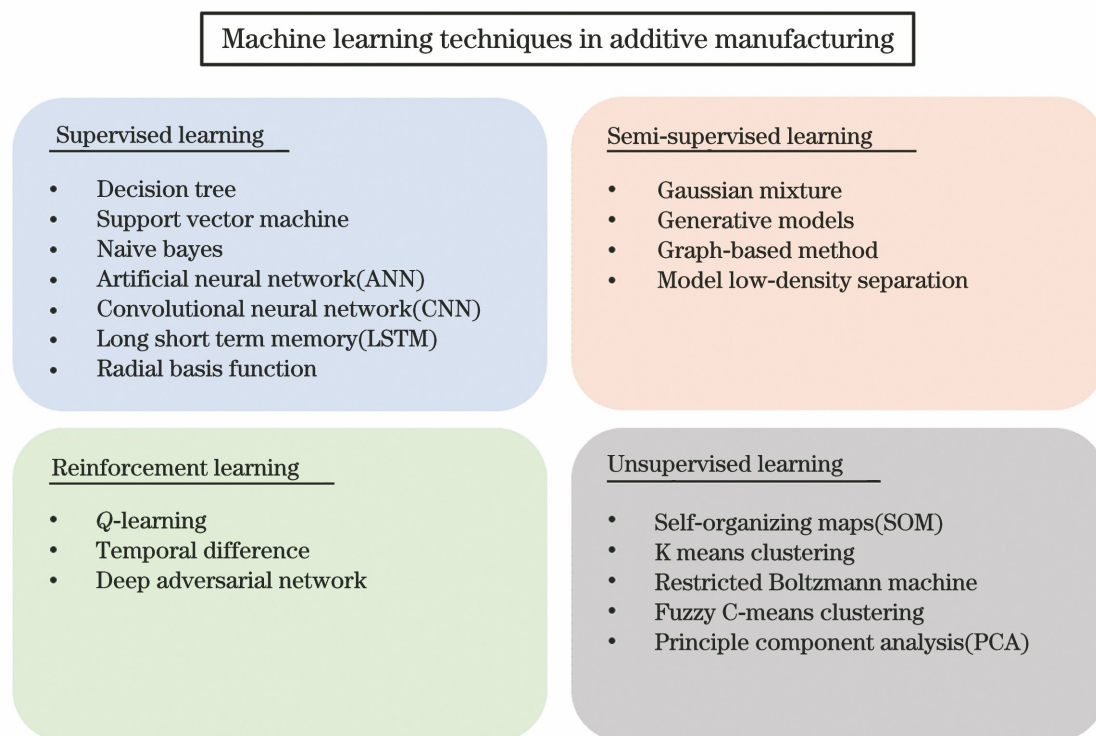 Machine learning techniques in additive manufacturing
Supervised learning
• Decision tree
• Support vector machine
• Naive bayes
• Artificial neural network(ANN)
• Convolutional neural network(CNN)
• Long short term memory(LSTM)
• Radial basis function
Semi-supervised learning
• Gaussian mixture
• Generative models
• Graph-based method
• Model low-density separation
Reinforcement learning
• Q-learning
• Temporal difference
• Deep adversarial network
Unsupervised learning
• Self-organizing maps(SOM)
• K means clustering
• Restricted Boltzmann machine
• Fuzzy C-means clustering
• Principle component analysis(PCA)